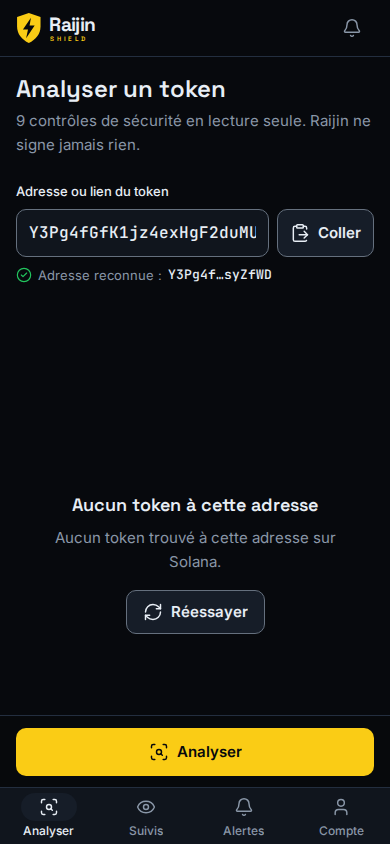 Raijin
SHIELD
Analyser un token
9 contrôles de sécurité en lecture seule. Raijin ne
signe jamais rien.
Adresse ou lien du token
Y3Pg4fGfK1jz4exHgF2duMU
Coller
Adresse reconnue : Y3Pg4f…syZfWD
Aucun token à cette adresse
Aucun token trouvé à cette adresse sur
Solana.
Réessayer
Analyser
Analyser
Suivis
Alertes
Compte